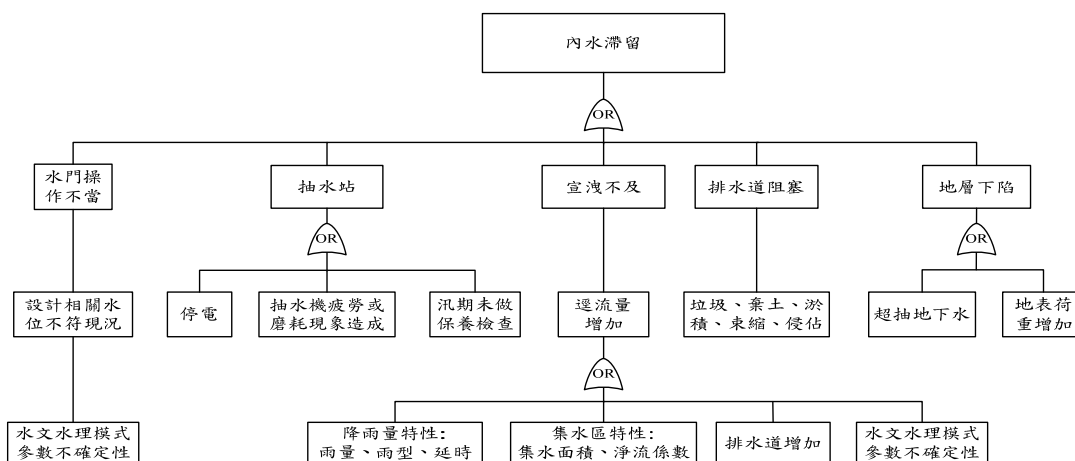 內水滯留
OR
水門操
作不當
抽水站
宣洩不及
排水道阻塞
地層下陷
OR
OR
設計相關水
位不符現況
停電
抽水機疲勞或
磨耗現象造成
汛期未做
保養檢查
逕流量
增加
垃圾、棄土、淤
積、束縮、侵佔
超抽地下水
地表荷
重增加
OR
水文水理模式
參數不確定性
降雨量特性:
雨量、雨型、延時
集水區特性:
集水面積、淨流係數
排水道增加
水文水理模式
參數不確定性